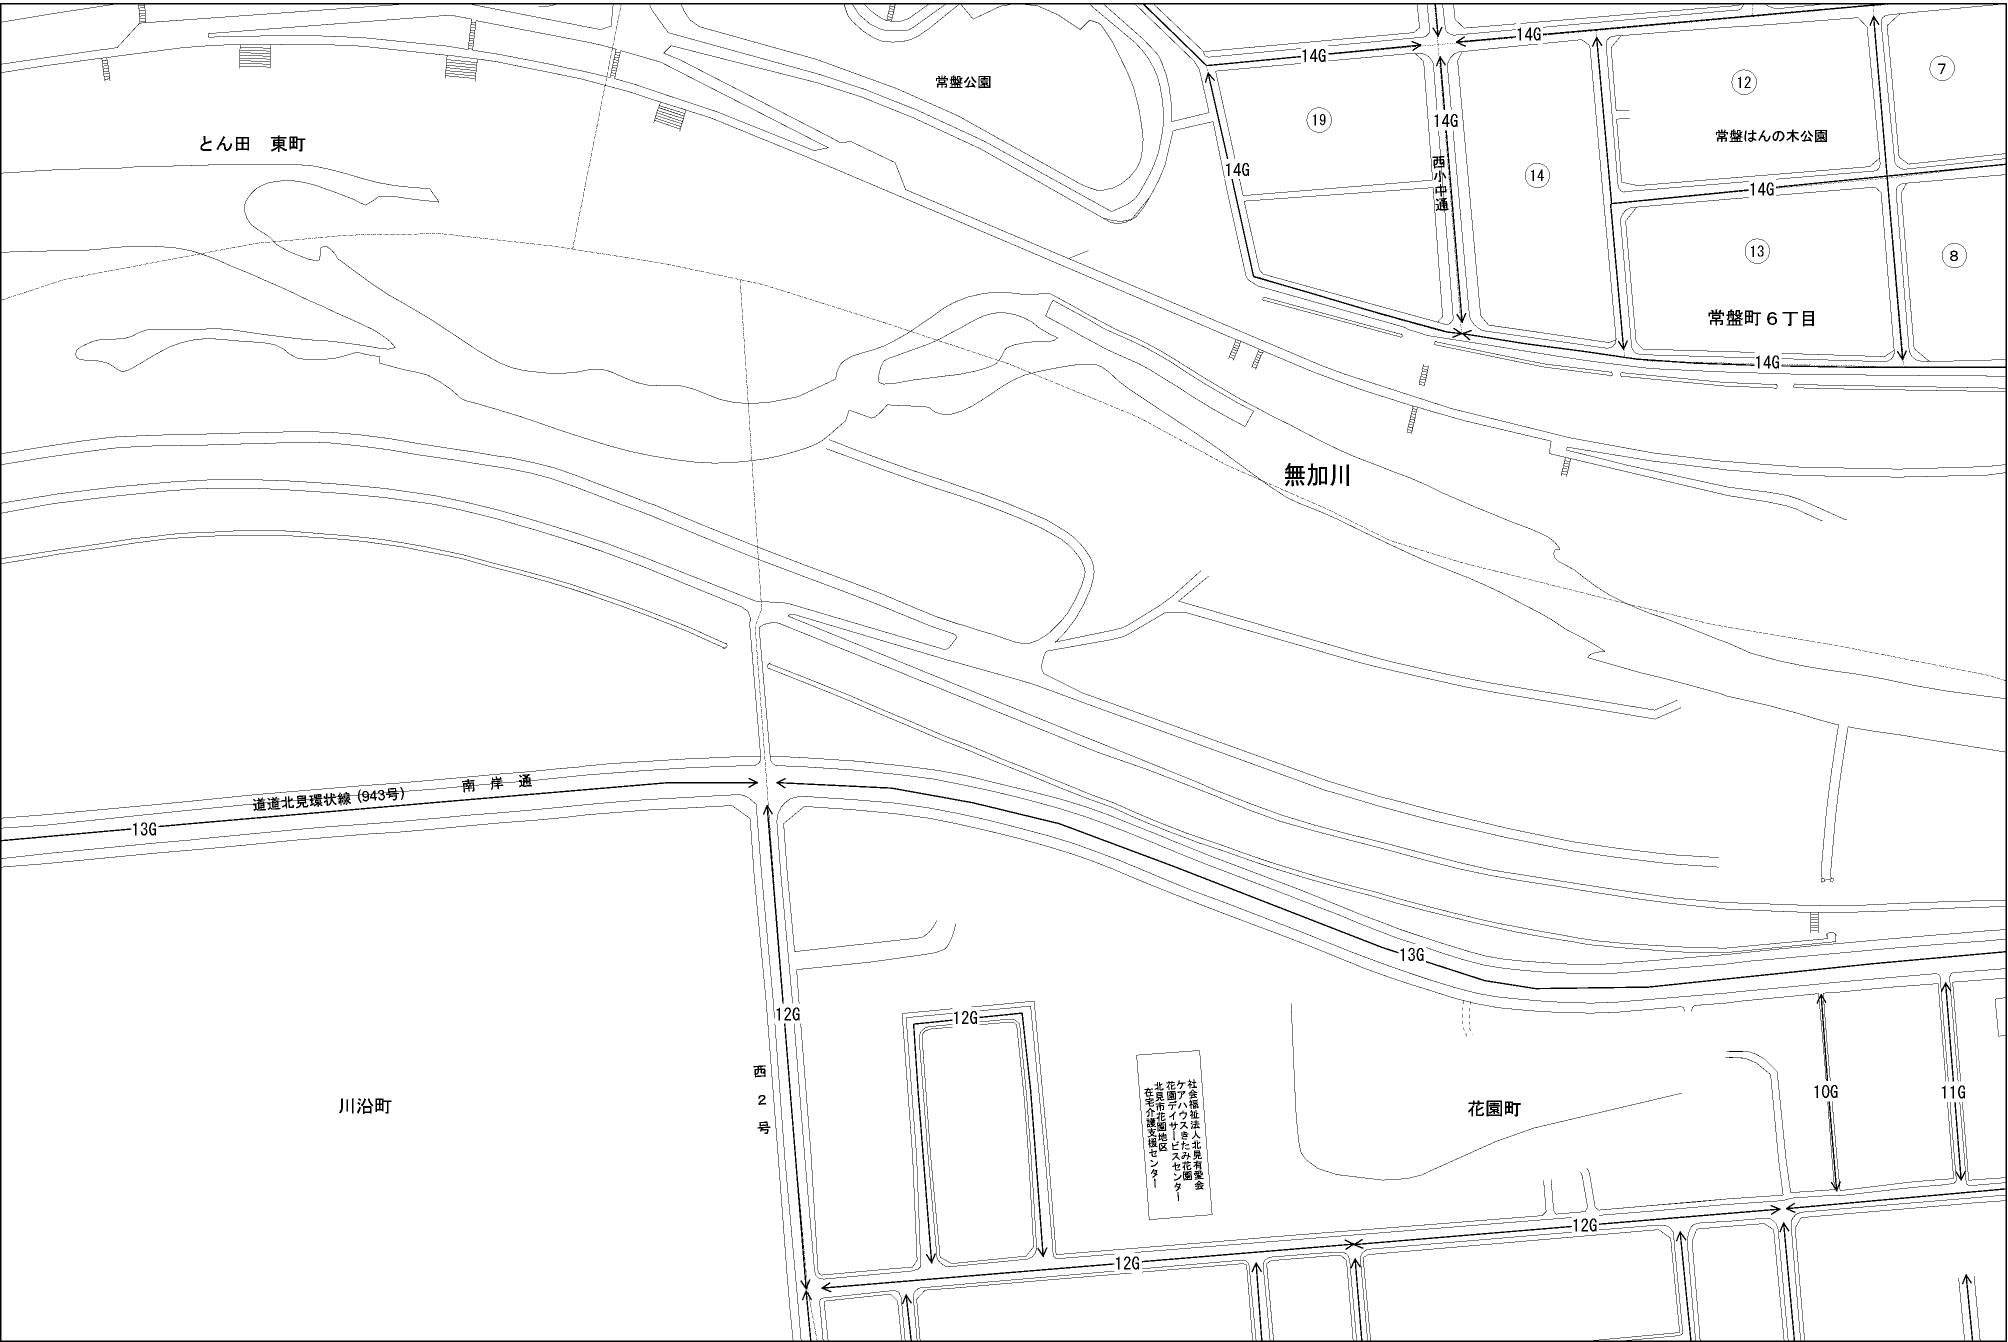 14G
14G
常盤公園
⑦
⑫
⑲
14G
常盤はんの木公園
とん田　東町
西小中通
14G
⑭
14G
⑬
⑧
常盤町６丁目
14G
無加川
南岸通
道道北見環状線(943号)
13G
13G
12G
12G
西２号
社会福祉法人北見有愛会
ケアハウスきたみ花園
花園デイサービスセンター
北見市花園地区
在宅介護支援センター
10G
11G
川沿町
花園町
12G
12G